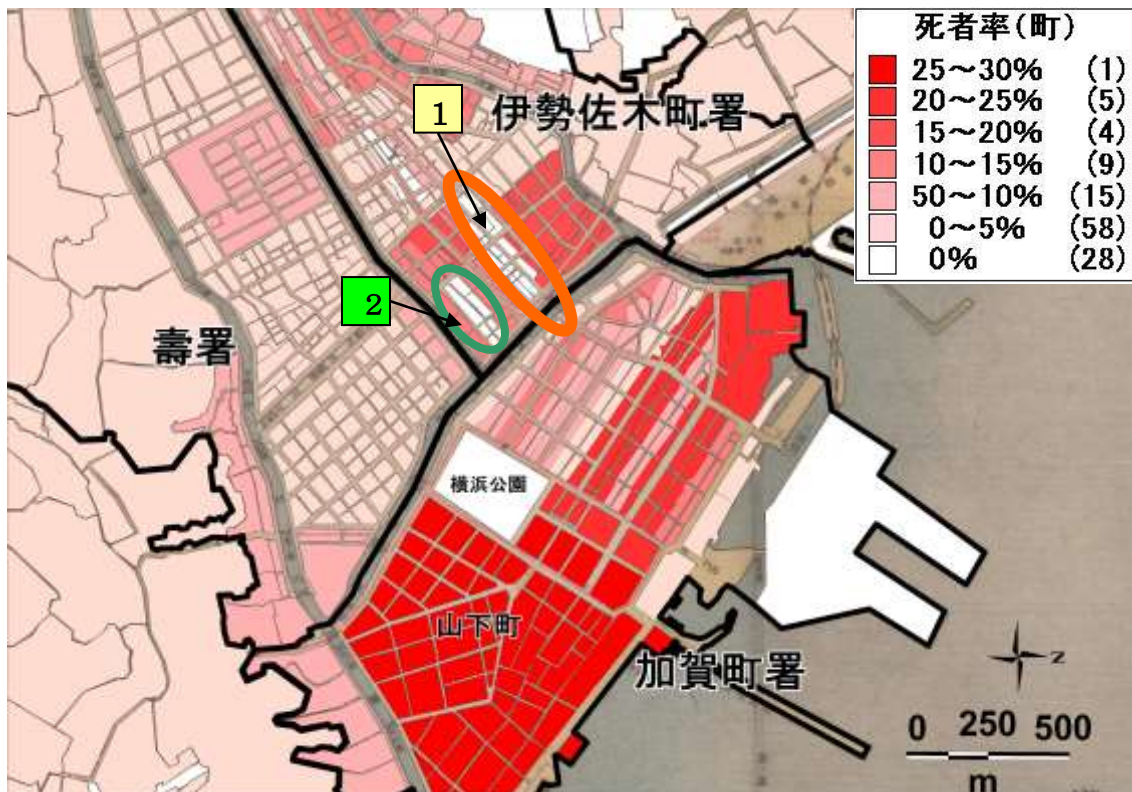 死者率(町)
25～30% (1)
20～25% (5)
15～20% (4)
10～15% (9)
50～10% (15)
0～5% (58)
0% (28)
1
伊勢佐木町署
2
壽署
横浜公園
山下町
加賀町署
N
0 250 500
m